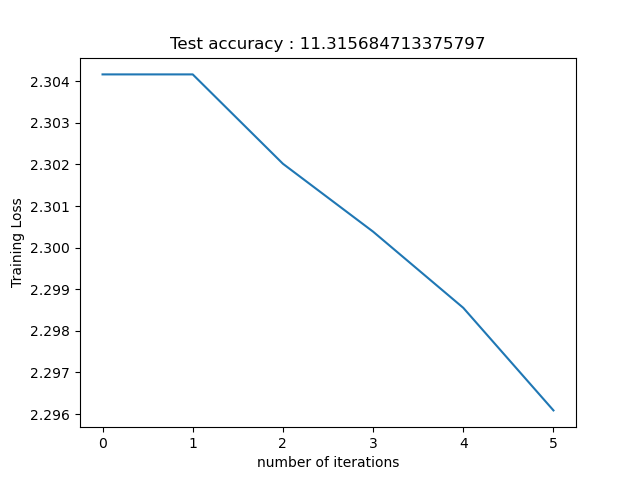 Test accuracy : 11.315684713375797
2.304
2.303
2.302
2.301
2.300
2.299
2.298
2.297
2.296
Training Loss
0 1 2 3 4 5
number of iterations